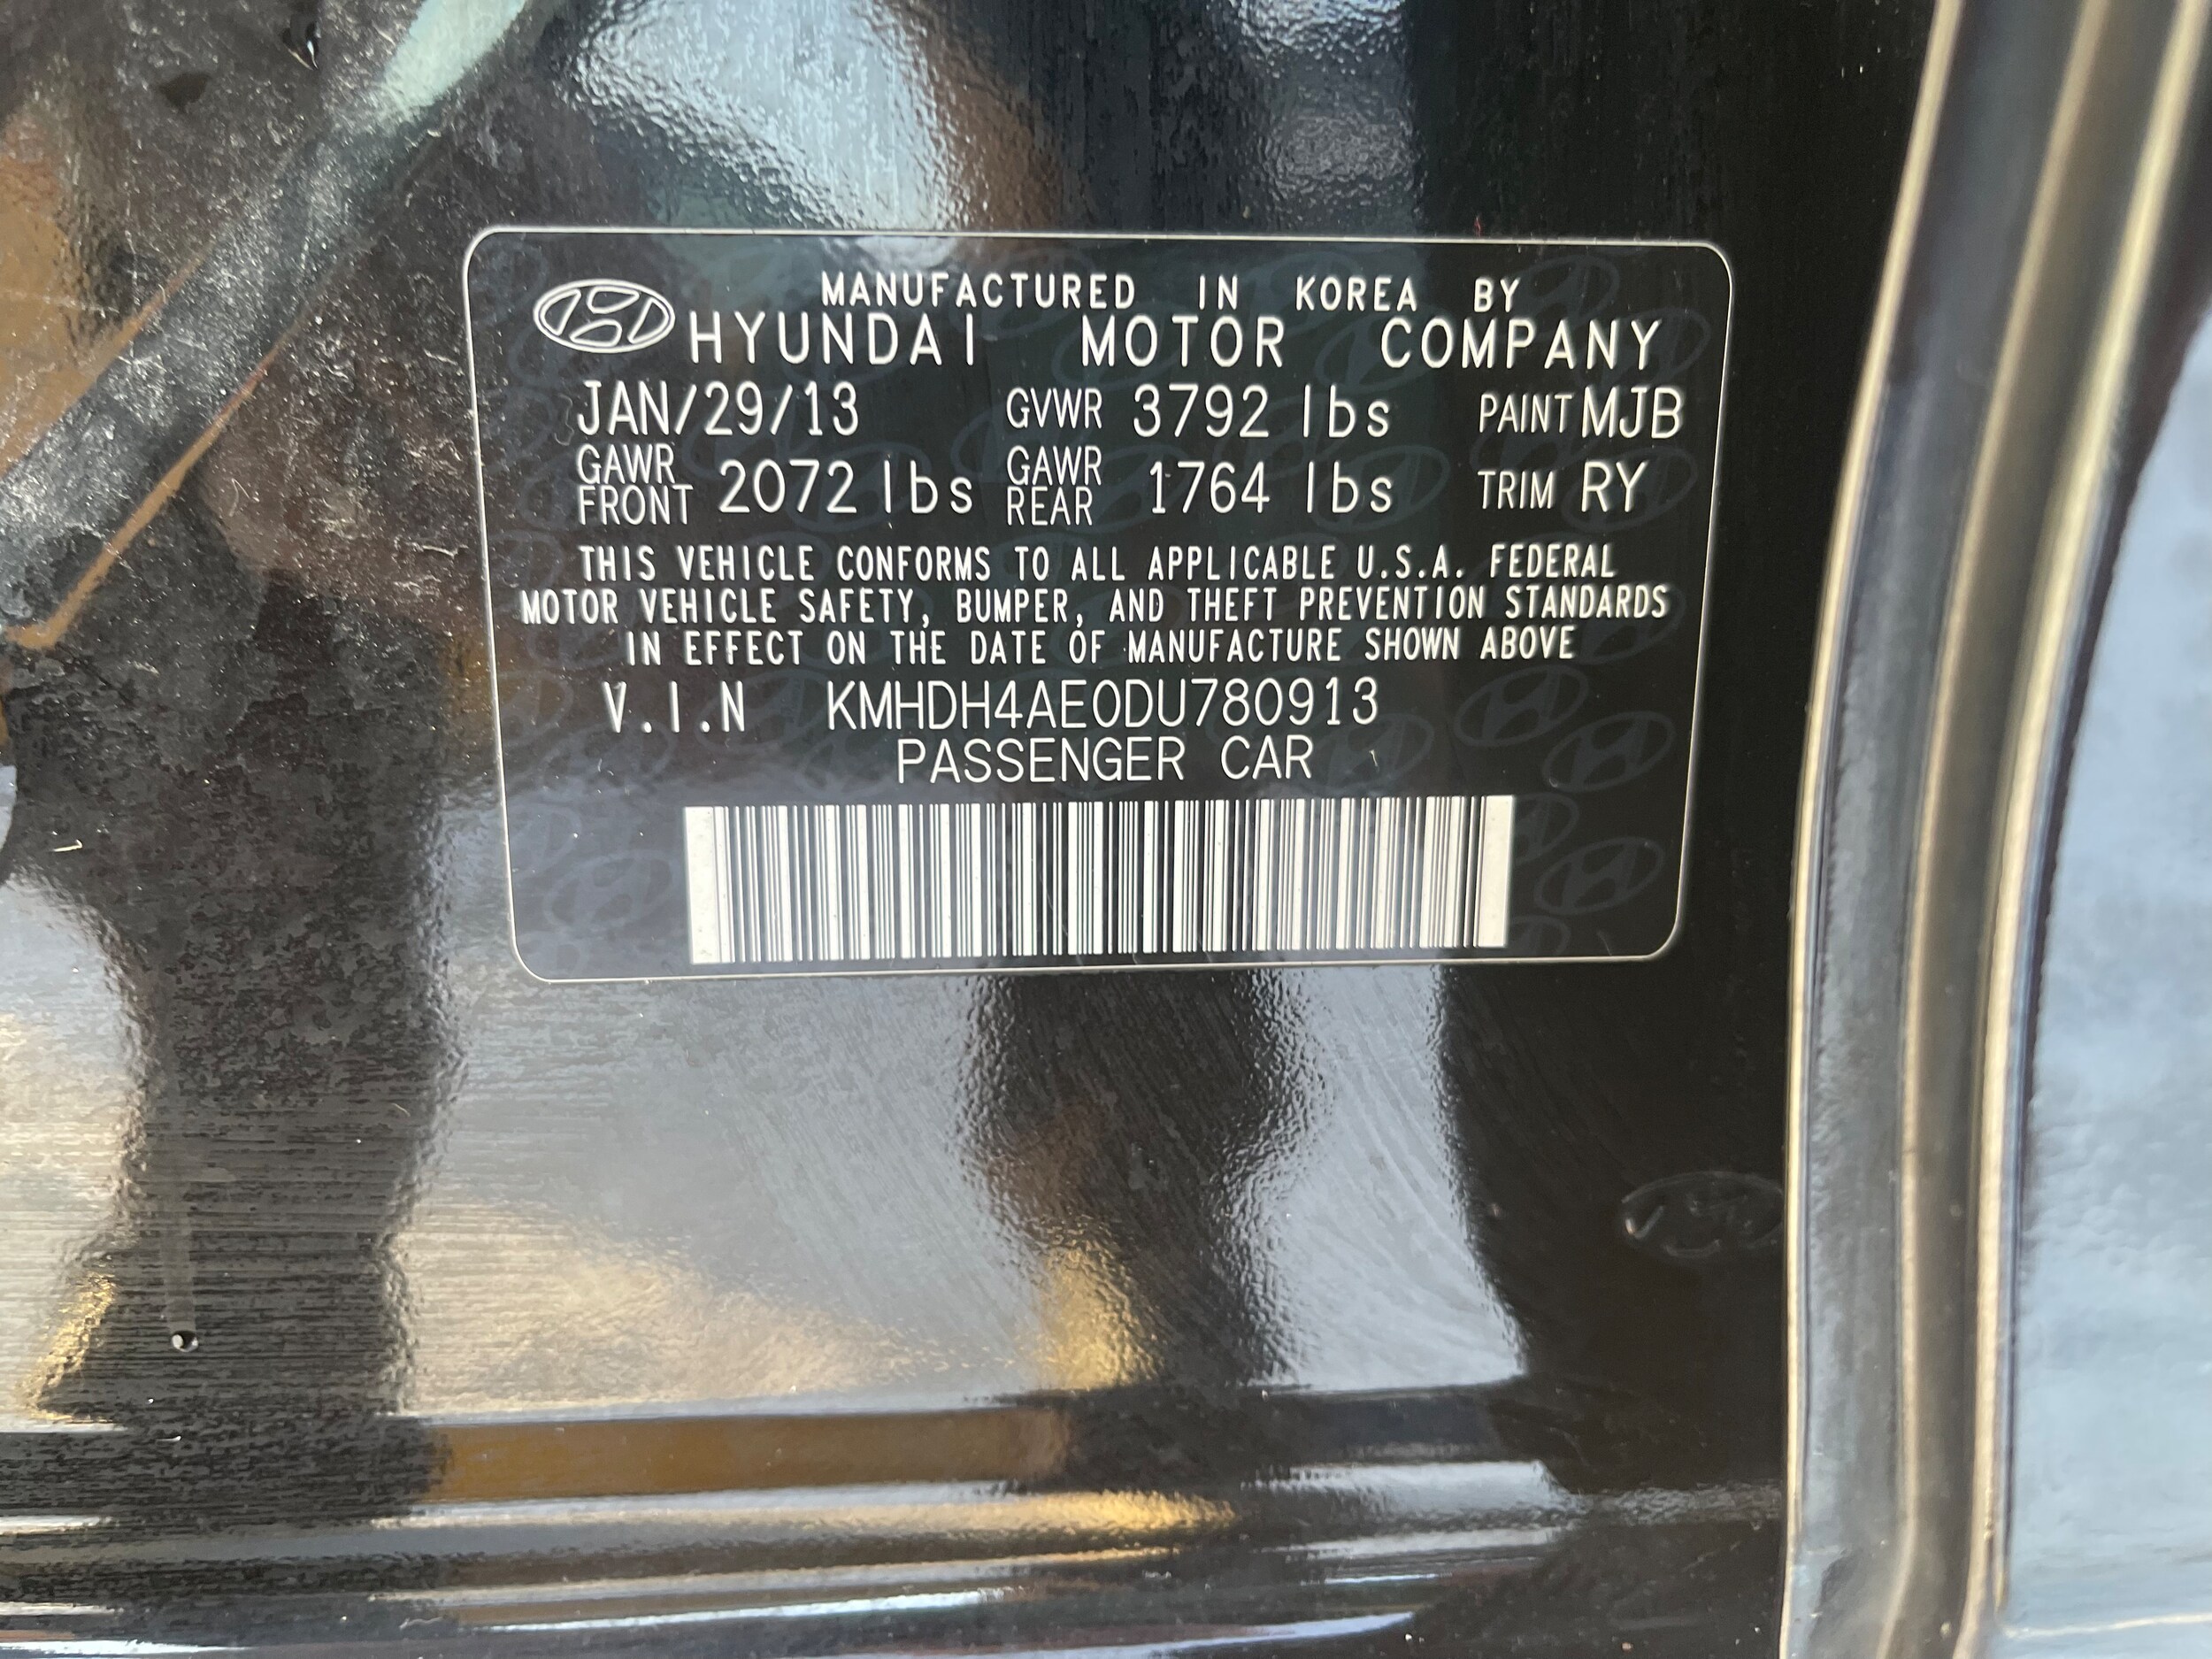 MANUFACTURED IN KOREA BY
HYUNDAI MOTOR COMPANY
JAN/29/13 GVWR 3792 lbs PAINT MJB
GAWR FRONT 2072 lbs GAWR REAR 1764 lbs TRIM RY
THIS VEHICLE CONFORMS TO ALL APPLICABLE U.S.A. FEDERAL
MOTOR VEHICLE SAFETY, BUMPER, AND THEFT PREVENTION STANDARDS
IN EFFECT ON THE DATE OF MANUFACTURE SHOWN ABOVE
V.I.N KMHDH4AE0DU780913
PASSENGER CAR